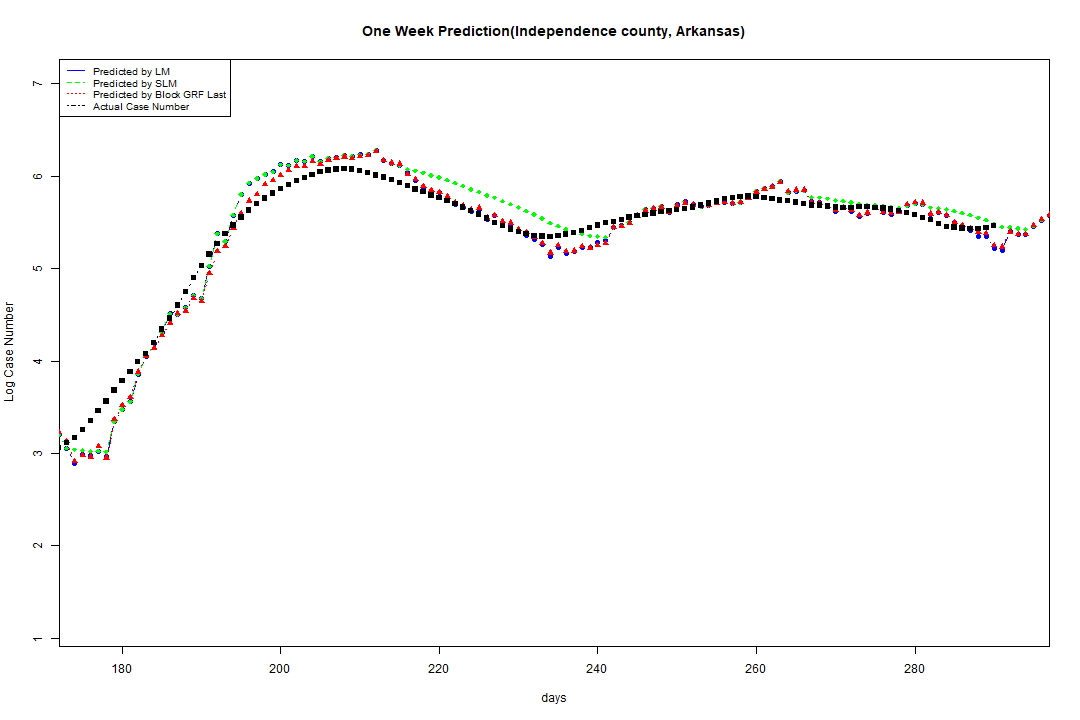 One Week Prediction(Independence county, Arkansas)
Predicted by LM
Predicted by SLM
Predicted by Block GRF Last
Actual Case Number
7
6
5
4
3
2
1
Log Case Number
180 200 220 240 260 280
days